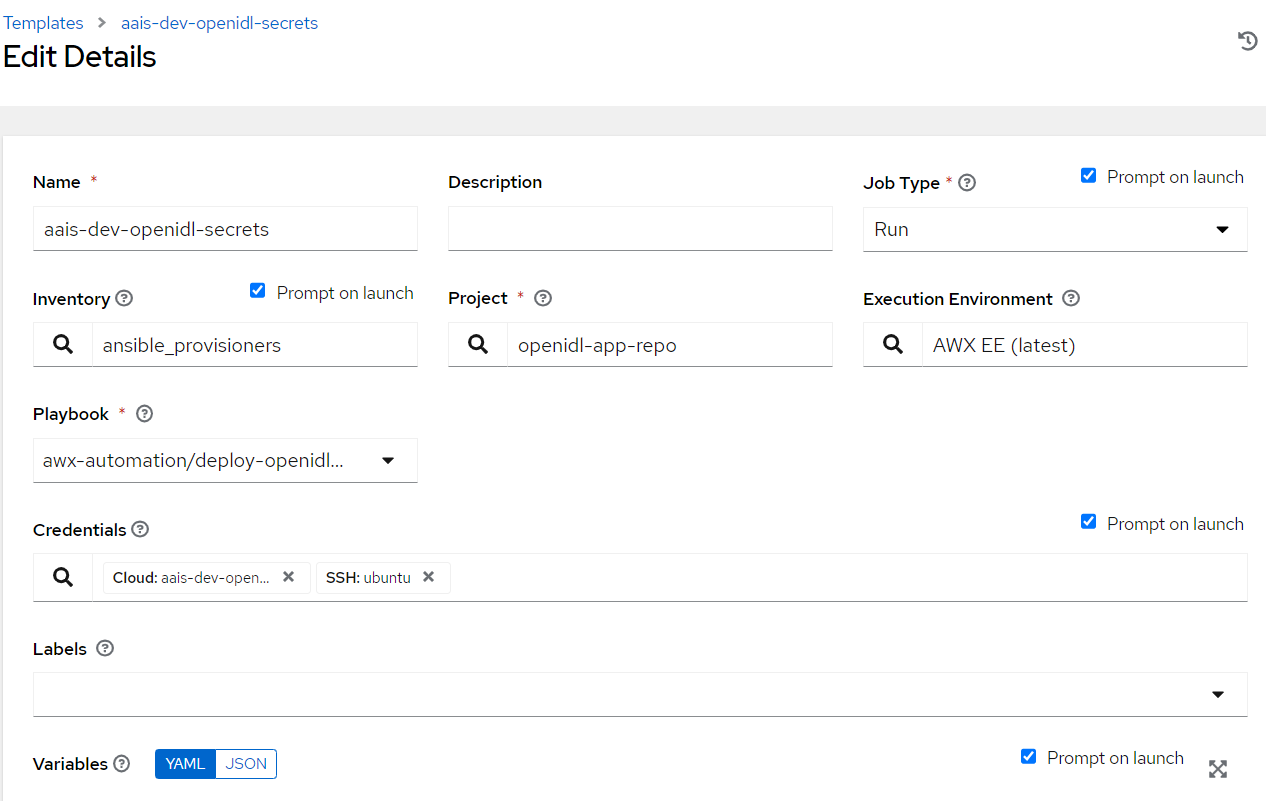 Templates > aais-dev-openidl-secrets
Edit Details
Name * Description Job Type * Prompt on launch
aais-dev-openidl-secrets Run
Inventory Prompt on launch Project * Execution Environment
ansible_provisioners openidl-app-repo AWX EE (latest)
Playbook *
awx-automation/deploy-openidl...
Credentials Prompt on launch
Cloud: aais-dev-open... SSH: ubuntu
Labels
Variables YAML JSON Prompt on launch